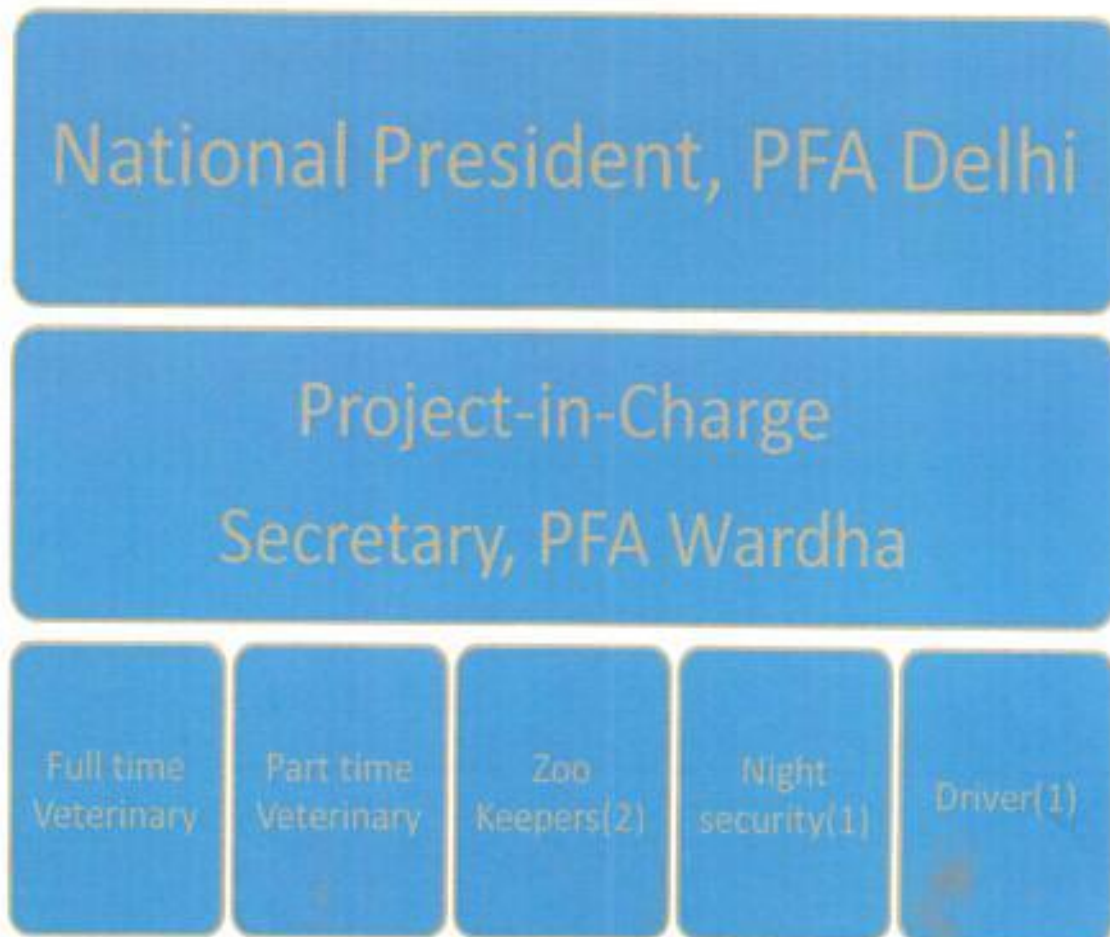 National President, PFA Delhi
Project-in-Charge
Secretary, PFA Wardha
Full time
Veterinary
Part time
Veterinary
Zoo
Keepers(2)
Night
security(1)
Driver(1)